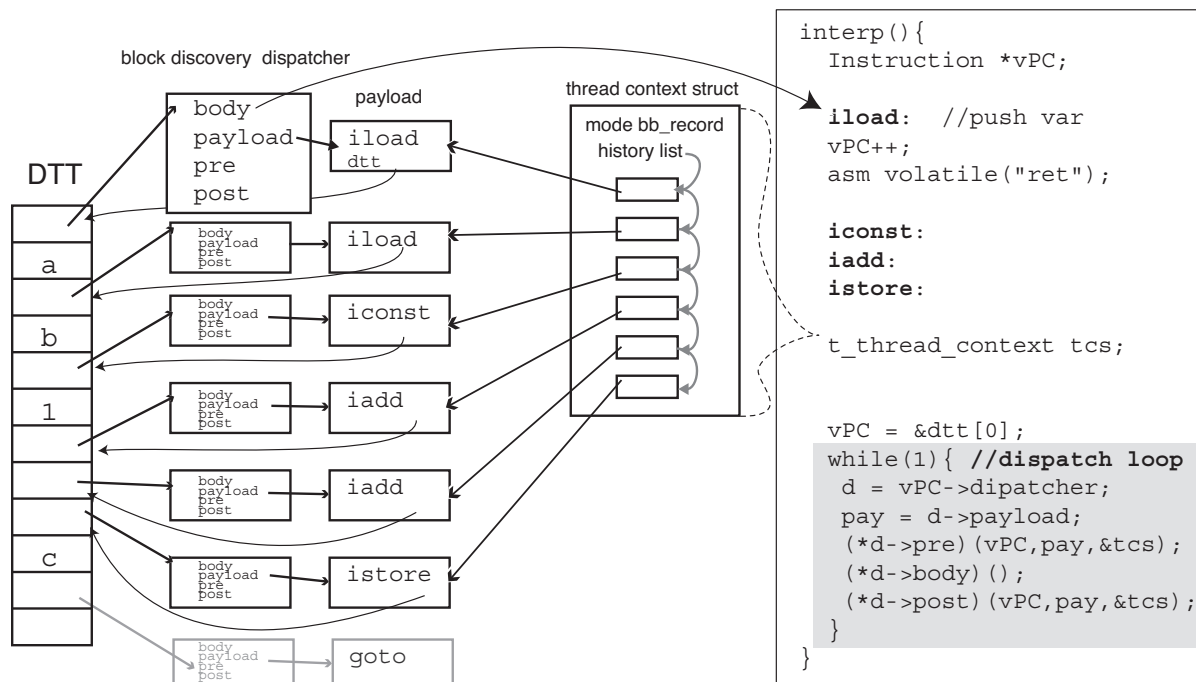 block discovery dispatcher
body
payload
pre
post
payload
iload
dtt
thread context struct
mode bb_record
history list
DTT
a
b
1
c
body
payload
pre
post
iload
body
payload
pre
post
iconst
body
payload
pre
post
iadd
body
payload
pre
post
iadd
body
payload
pre
post
istore
body
payload
pre
post
goto
interp(){
Instruction *vPC;
iload: //push var
vPC++;
asm volatile("ret");
iconst:
iadd:
istore:
t_thread_context tcs;
vPC = &dtt[0];
while(1){ //dispatch loop
d = vPC->dipatcher;
pay = d->payload;
(*d->pre)(vPC,pay,&tcs);
(*d->body)();
(*d->post)(vPC,pay,&tcs);
}
}